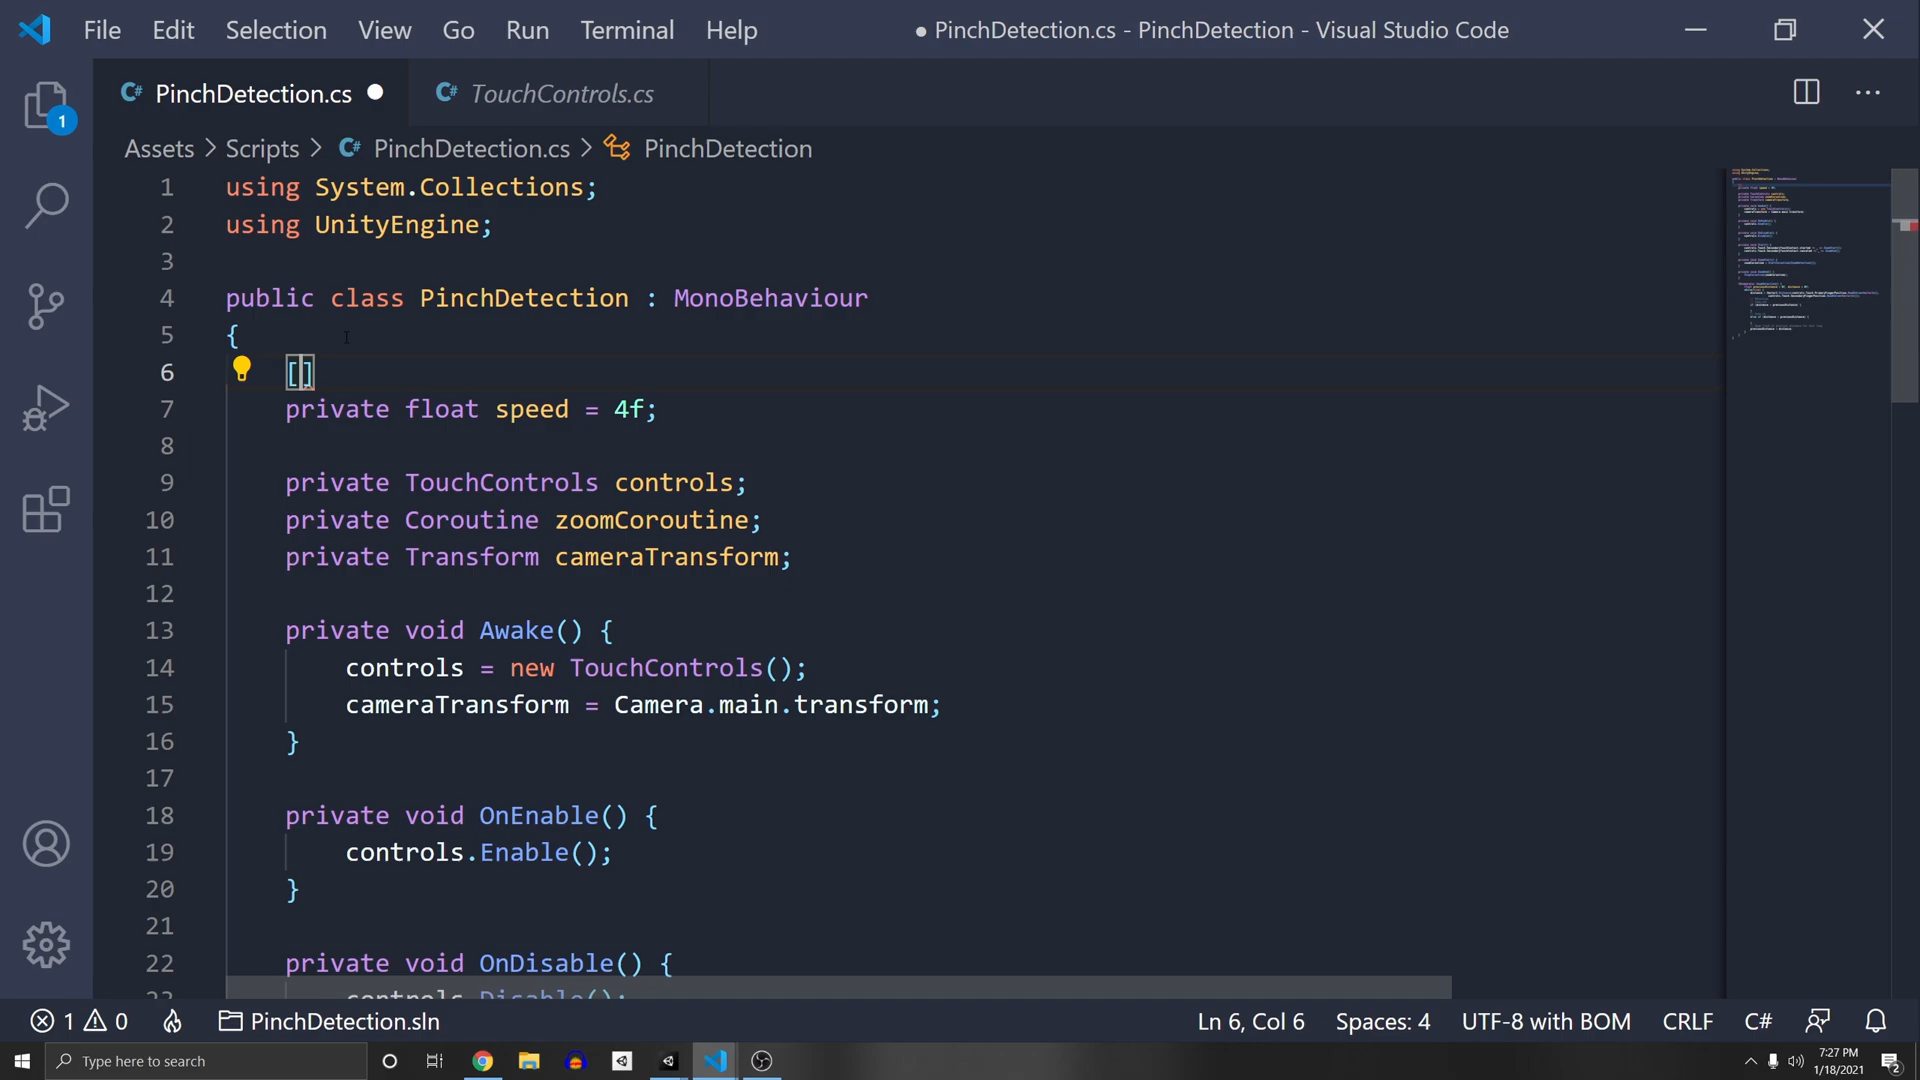 File Edit Selection View Go Run Terminal Help ● PinchDetection.cs - PinchDetection - Visual Studio Code
C# PinchDetection.cs C# TouchControls.cs
1
Assets > Scripts > C# PinchDetection.cs > PinchDetection
1 using System.Collections;
2 using UnityEngine;
3
4 public class PinchDetection : MonoBehaviour
5 {
6 []
7 private float speed = 4f;
8
9 private TouchControls controls;
10 private Coroutine zoomCoroutine;
11 private Transform cameraTransform;
12
13 private void Awake() {
14 controls = new TouchControls();
15 cameraTransform = Camera.main.transform;
16 }
17
18 private void OnEnable() {
19 controls.Enable();
20 }
21
22 private void OnDisable() {
23 controls.Disable();
1 0 PinchDetection.sln Ln 6, Col 6 Spaces: 4 UTF-8 with BOM CRLF C#
Type here to search 7:27 PM
1/18/2021 2